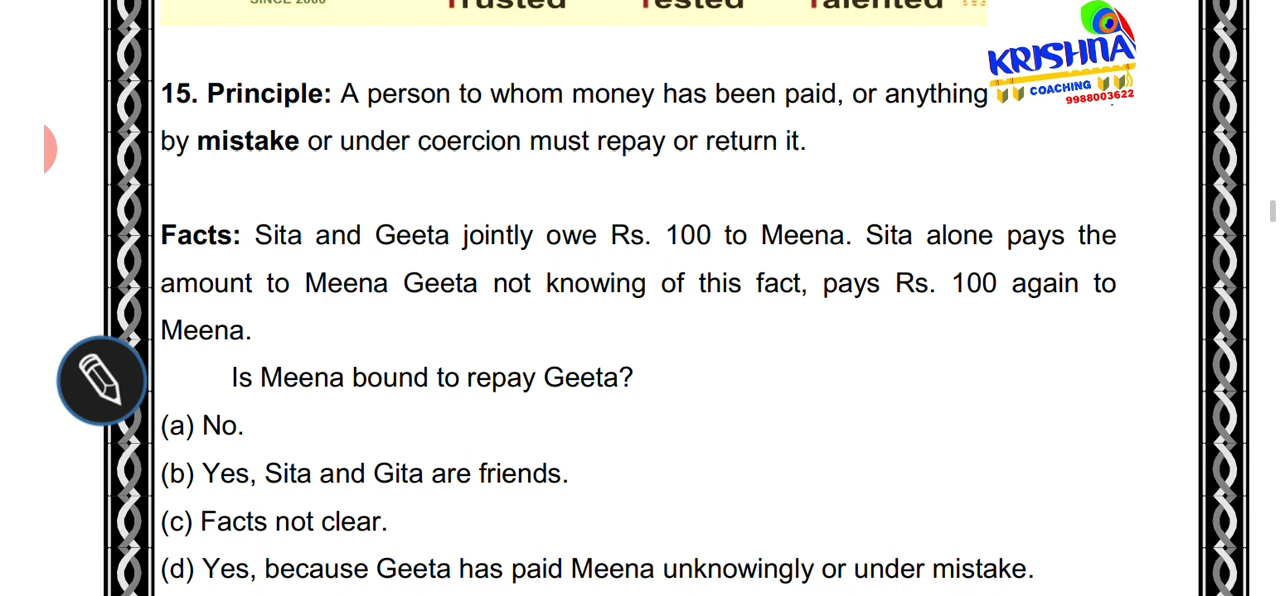 SINCE 2000 Trusted Tested Talented
KRISHNA
COACHING
9988003622
15. Principle: A person to whom money has been paid, or anything
by mistake or under coercion must repay or return it.
Facts: Sita and Geeta jointly owe Rs. 100 to Meena. Sita alone pays the
amount to Meena Geeta not knowing of this fact, pays Rs. 100 again to
Meena.
Is Meena bound to repay Geeta?
(a) No.
(b) Yes, Sita and Gita are friends.
(c) Facts not clear.
(d) Yes, because Geeta has paid Meena unknowingly or under mistake.